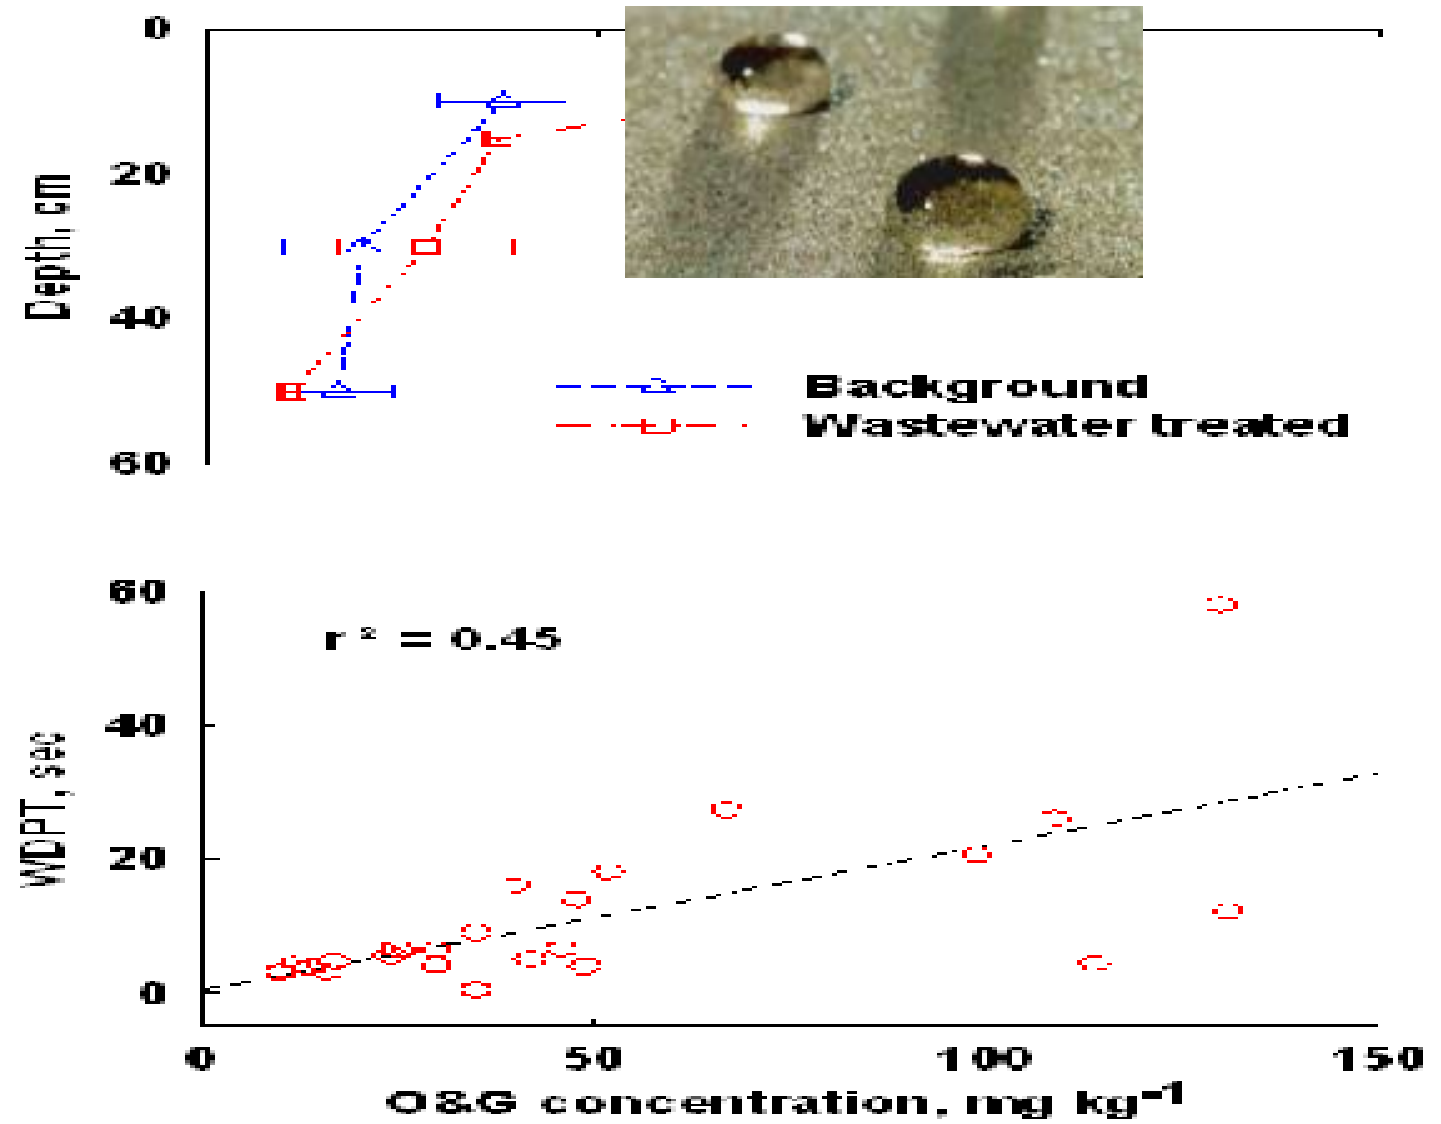 0
20
40
60
Depth, cm
Background
Wastewater treated
60
40
20
0
WDPT, sec
r² = 0.45
0 50 100 150
O&G concentration, mg kg⁻¹